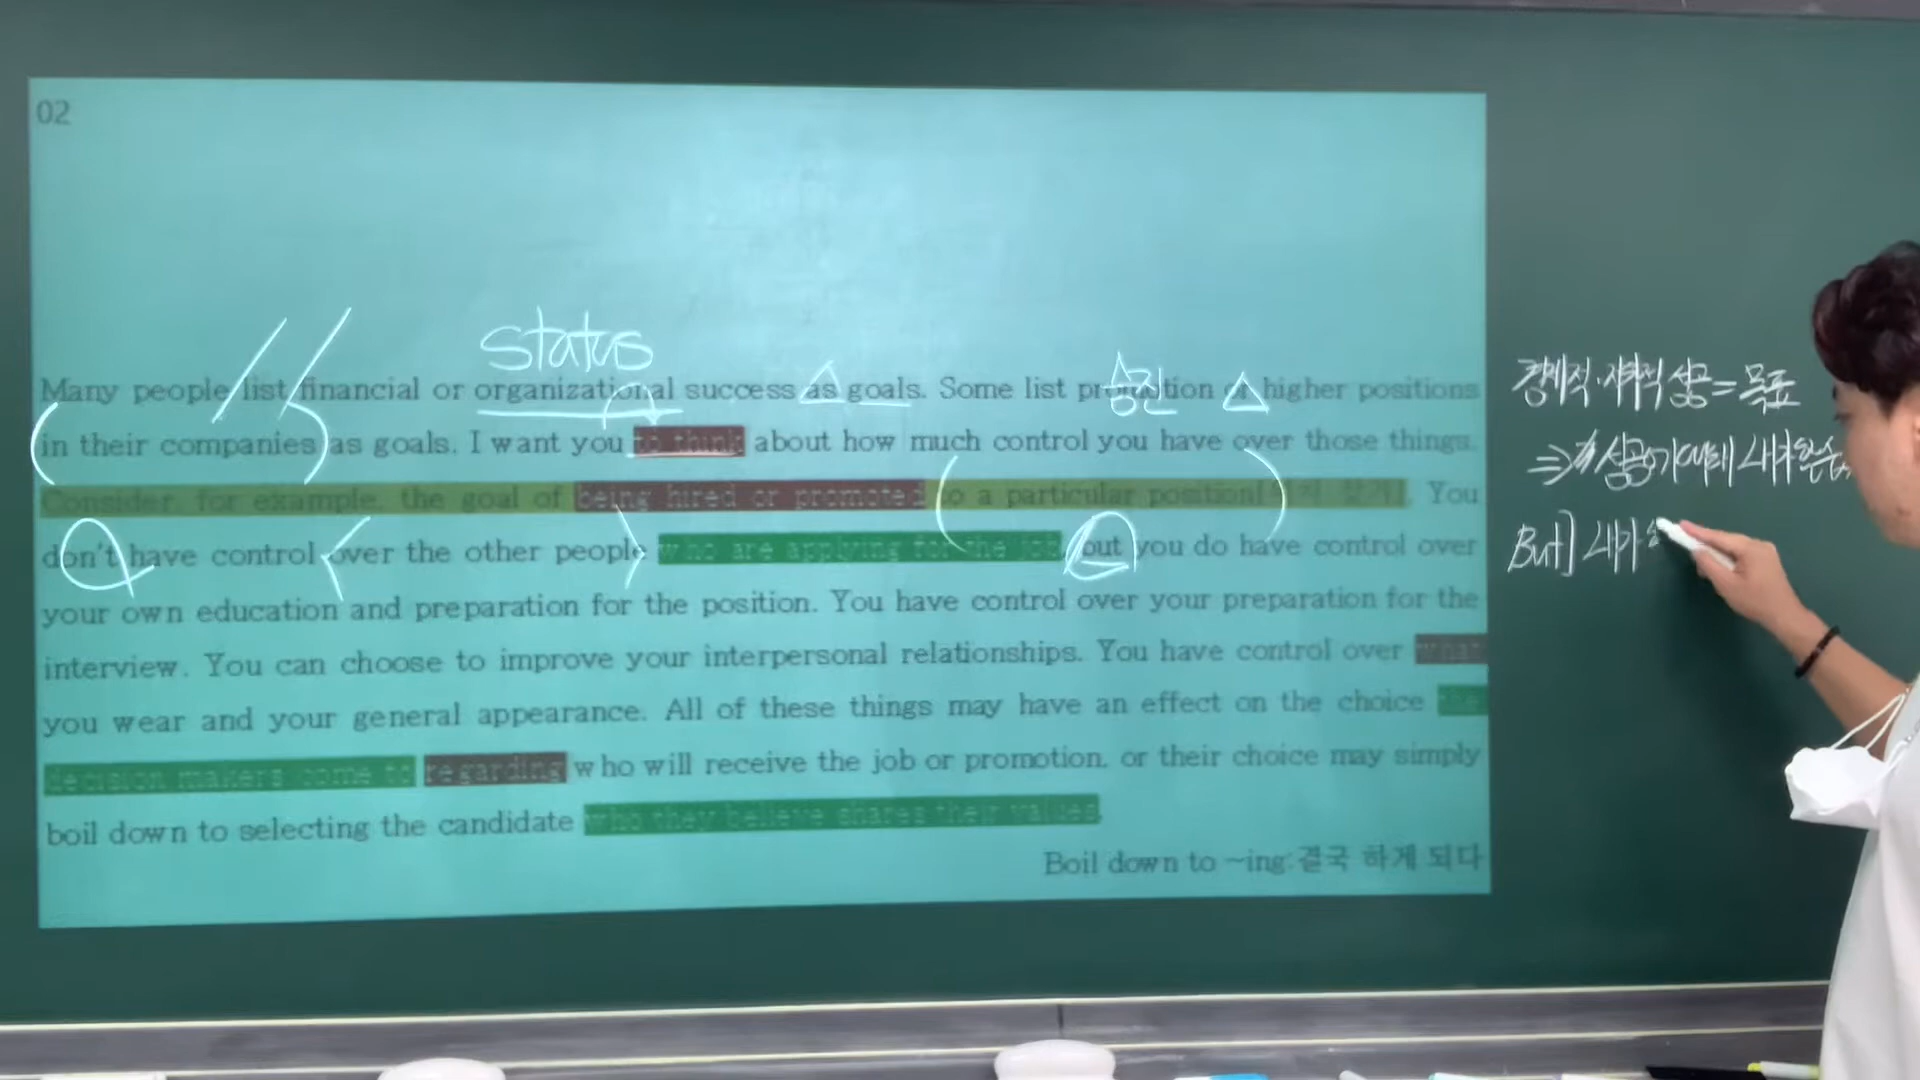 02
status
Many people list financial or organizational success as goals. Some list promotion or higher positions
승진
in their companies as goals. I want you to think about how much control you have over those things.
Consider, for example, the goal of being hired or promoted to a particular position! You
don't have control over the other people who are applying for the job, but you do have control over
your own education and preparation for the position. You have control over your preparation for the
interview. You can choose to improve your interpersonal relationships. You have control over what
you wear and your general appearance. All of these things may have an effect on the choice the
decision makers come to regarding who will receive the job or promotion, or their choice may simply
boil down to selecting the candidate who they believe shares their values.
Boil down to ~ing:결국 하게 되다
경제적·지위적 성공=목표
⇒ 성공 내가
But] 내가